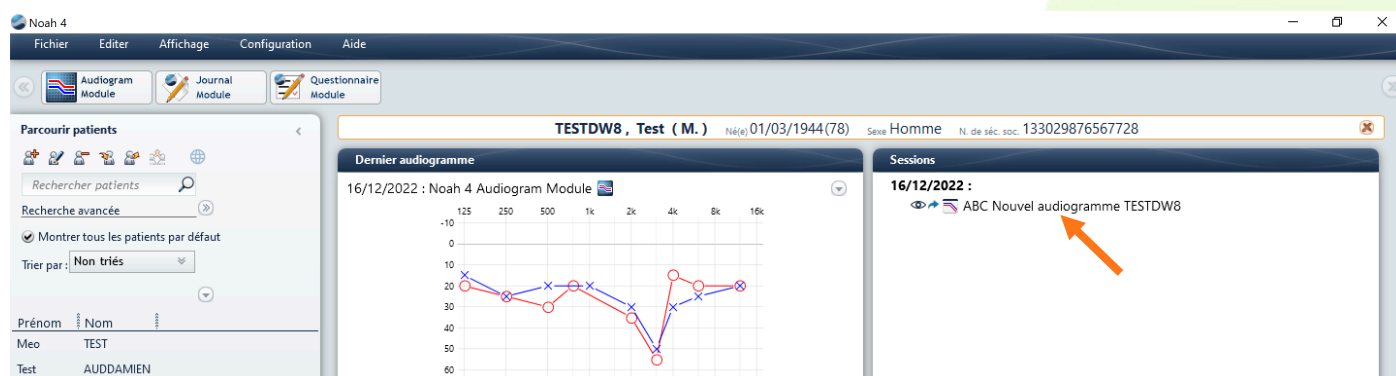 Noah 4
Fichier Editer Affichage Configuration Aide
Audiogram Module
Journal Module
Questionnaire Module
Parcourir patients
Rechercher patients
Recherche avancée
Montrer tous les patients par défaut
Trier par : Non triés
Prénom Nom
Meo TEST
Test AUDDAMIEN
TESTDW8 , Test ( M. ) Né(e) 01/03/1944 (78) Sexe Homme N. de séc. soc. 133029876567728
Dernier audiogramme
16/12/2022 : Noah 4 Audiogram Module
125 250 500 1k 2k 4k 8k 16k
-10
0
10
20
30
40
50
60
Sessions
16/12/2022 :
ABC Nouvel audiogramme TESTDW8